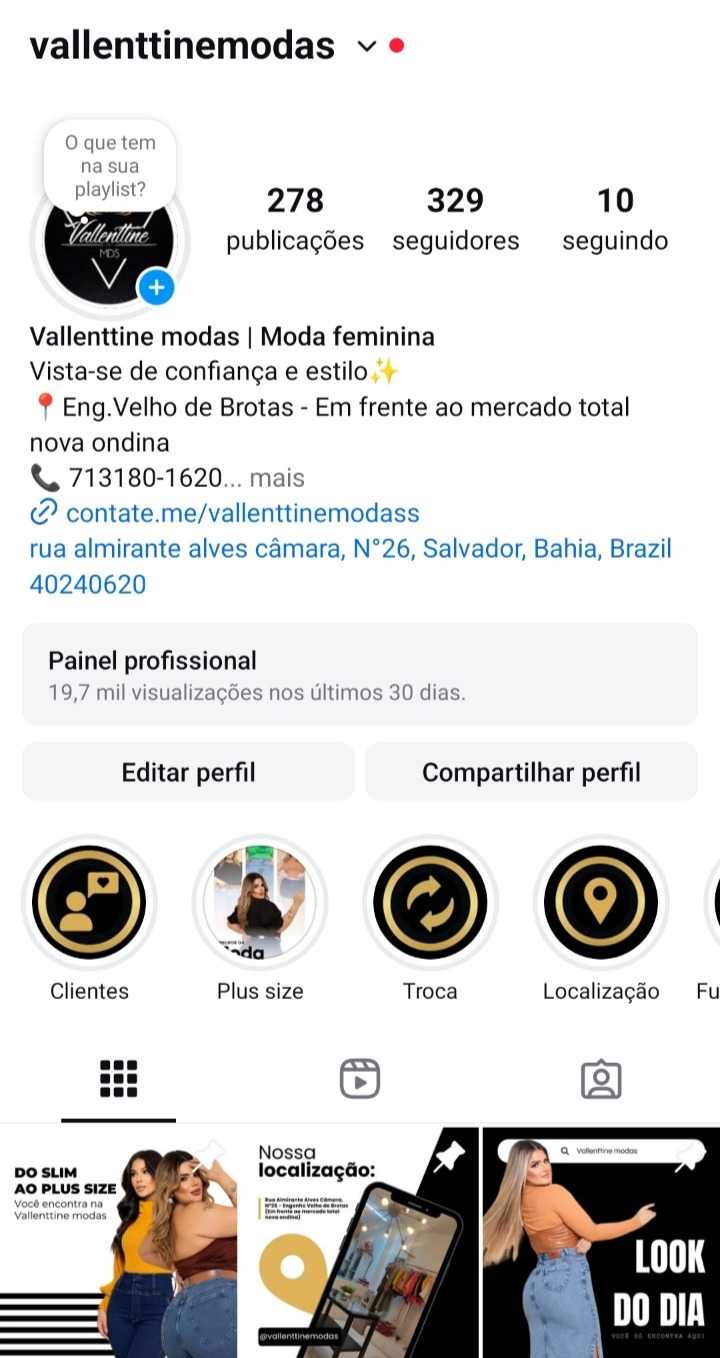 vallenttinemodas
O que tem
na sua
playlist?
Vallenttine
MDS
278
publicações
329
seguidores
10
seguindo
Vallenttine modas | Moda feminina
Vista-se de confiança e estilo✨
📍Eng.Velho de Brotas - Em frente ao mercado total
nova ondina
📞 713180-1620... mais
contate.me/vallenttinemodass
rua almirante alves câmara, N°26, Salvador, Bahia, Brazil
40240620
Painel profissional
19,7 mil visualizações nos últimos 30 dias.
Editar perfil
Compartilhar perfil
Clientes
Plus size
Troca
Localização
Fu
DO SLIM
AO PLUS SIZE
Você encontra na
Vallenttine modas
Nossa
localização:
Rua Almirante Alves Câmara,
N°26 - Engenho Velho de Brotas
(Em frente ao mercado total
nova ondina)
@vallenttinemodas
Vallenttine modas
LOOK
DO DIA
VOCÊ SÓ ENCONTRA AQUI